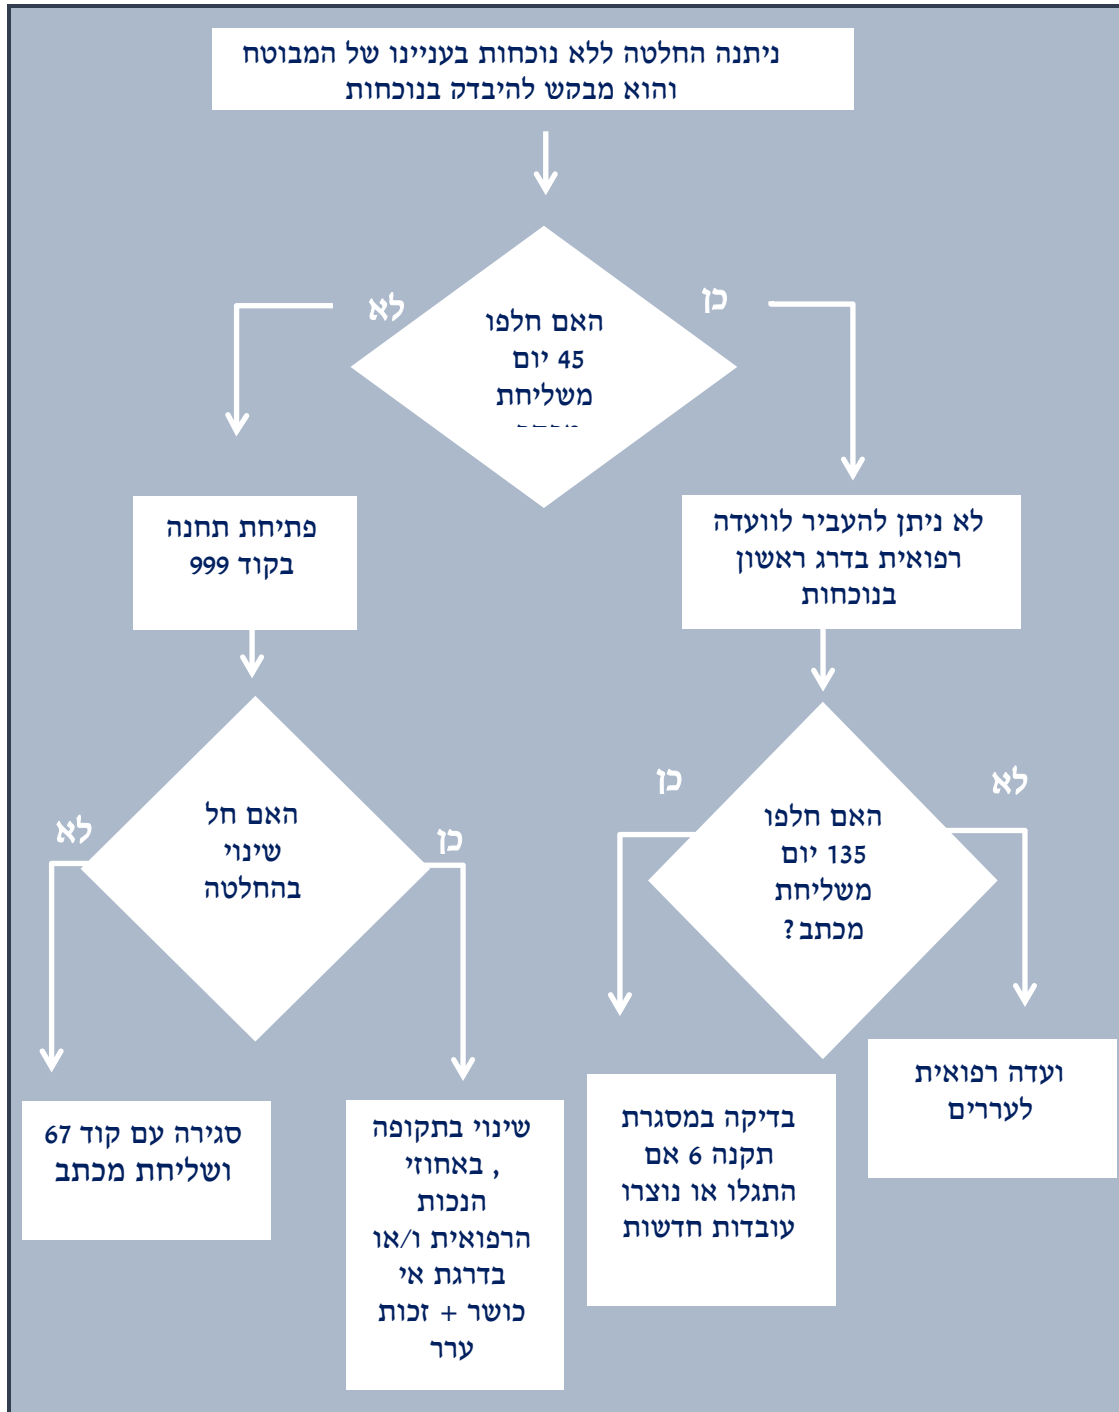 ניתנה החלטה ללא נוכחות בעניינו של המבוטח
והוא מבקש להיבדק בנוכחות
כן
לא
האם חלפו
45 יום
משליחת
לא ניתן להעביר לוועדה
רפואית בדרג ראשון
בנוכחות
פתיחת תחנה
בקוד 999
לא
כן
האם חלפו
135 יום
משליחת
מכתב?
כן
לא
האם חל
שינוי
בהחלטה
ועדה רפואית
לעררים
בדיקה במסגרת
תקנה 6 אם
התגלו או נוצרו
עובדות חדשות
שינוי בתקופה
, באחוזי
הנכות
הרפואית ו/או
בדרגת אי
כושר + זכות
ערר
סגירה עם קוד 67
ושליחת מכתב